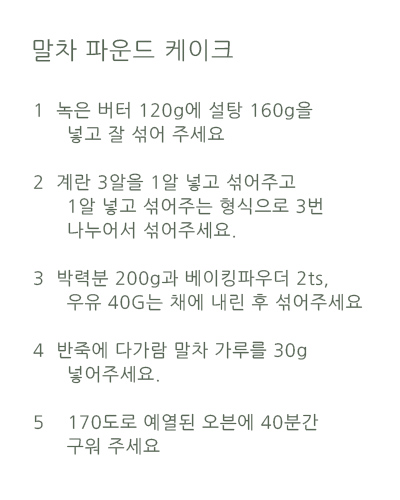 말차 파운드 케이크
1 녹은 버터 120g에 설탕 160g을
넣고 잘 섞어 주세요
2 계란 3알을 1알 넣고 섞어주고
1알 넣고 섞어주는 형식으로 3번
나누어서 섞어주세요.
3 박력분 200g과 베이킹파우더 2ts,
우유 40G는 채에 내린 후 섞어주세요
4 반죽에 다가람 말차 가루를 30g
넣어주세요.
5 170도로 예열된 오븐에 40분간
구워 주세요